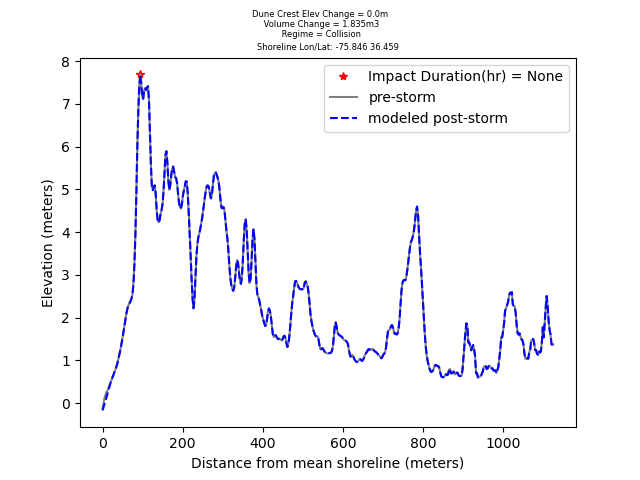 Dune Crest Elev Change = 0.0m
Volume Change = 1.835m3
Regime = Collision
Shoreline Lon/Lat: -75.846 36.459
Impact Duration(hr) = None
pre-storm
modeled post-storm
8
7
6
5
4
3
2
1
0
Elevation (meters)
0 200 400 600 800 1000
Distance from mean shoreline (meters)